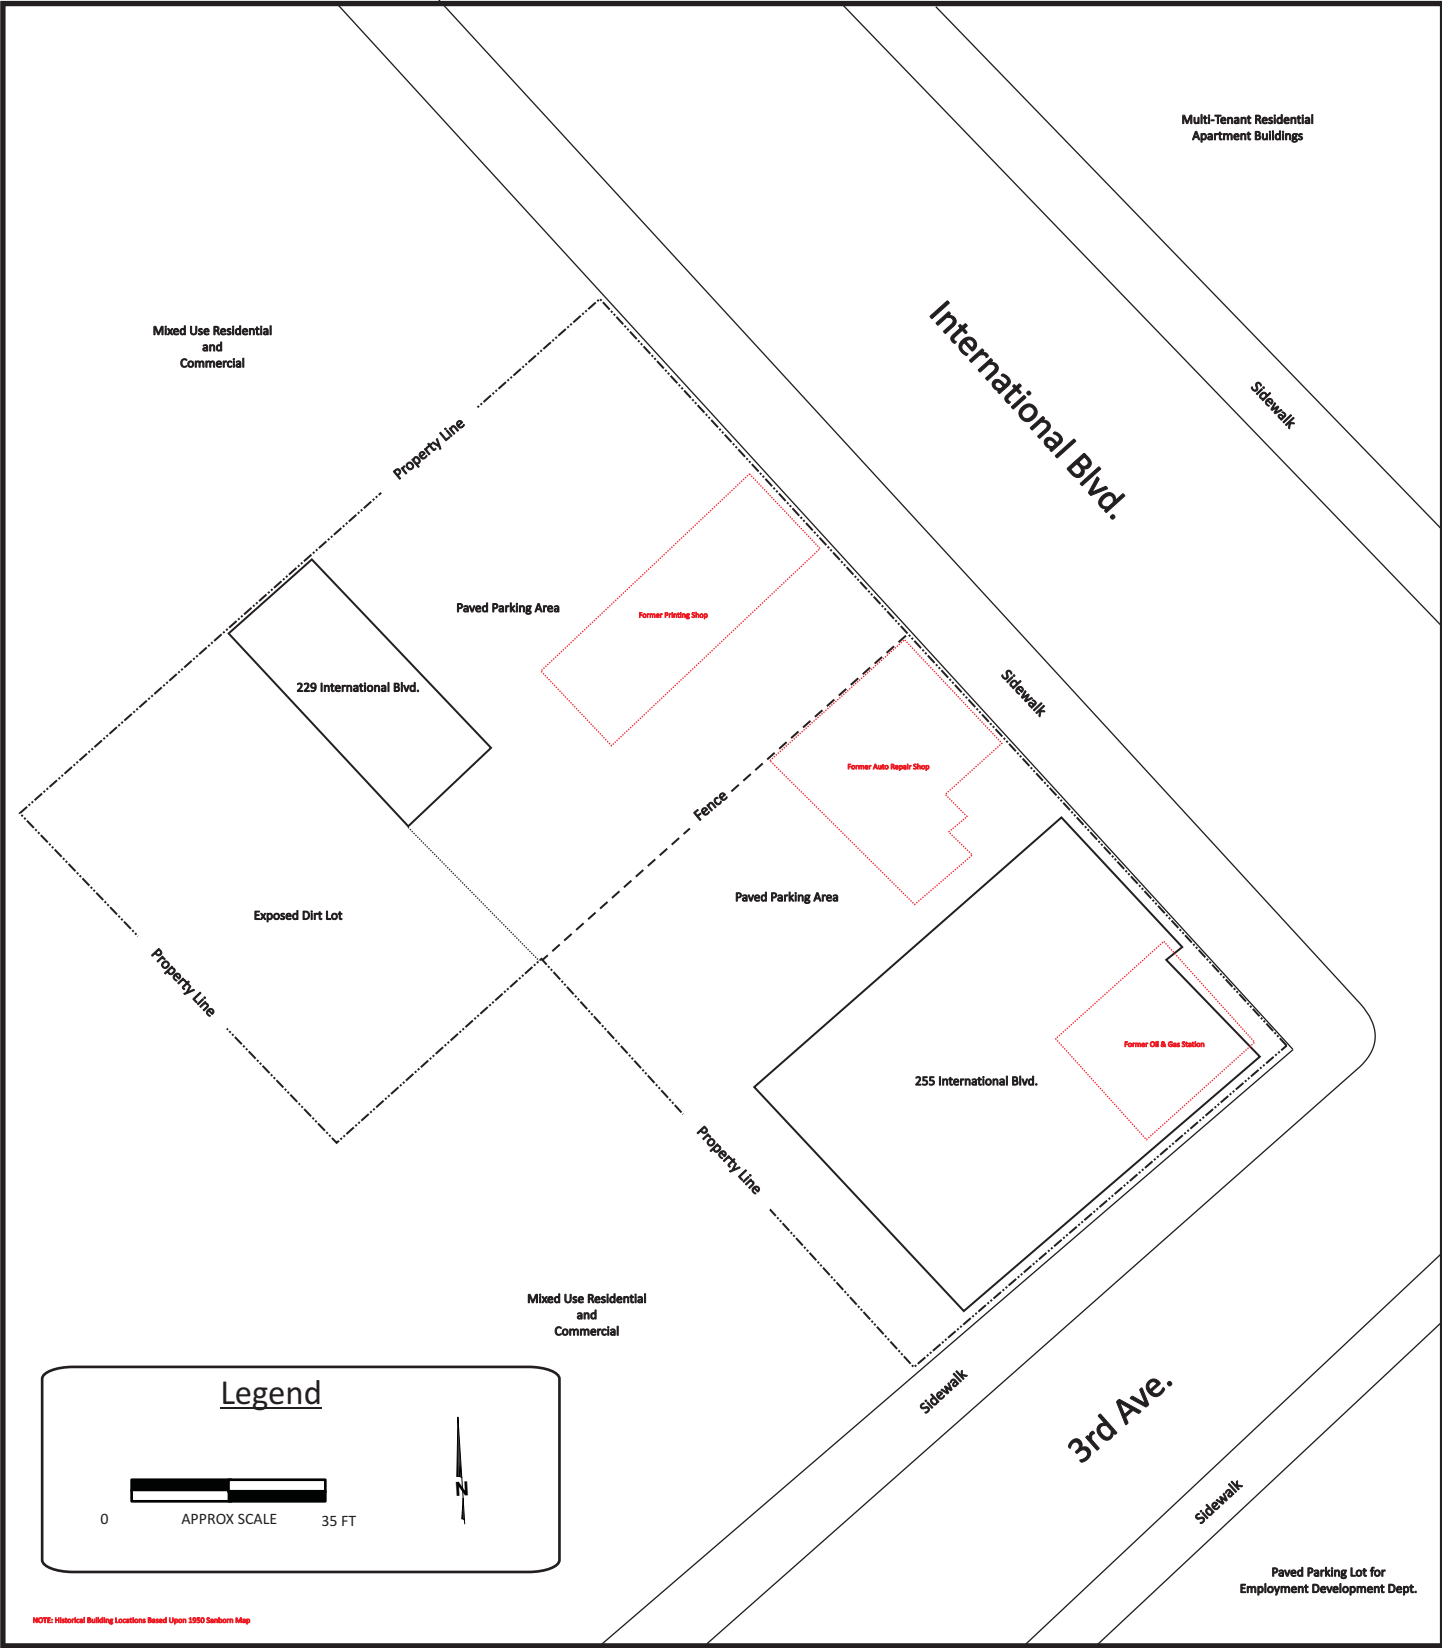 Multi-Tenant Residential
Apartment Buildings
Mixed Use Residential
and
Commercial
International Blvd.
Sidewalk
Property Line
Paved Parking Area
Former Printing Shop
229 International Blvd.
Sidewalk
Former Auto Repair Shop
Fence
Paved Parking Area
Exposed Dirt Lot
Property Line
Former Oil & Gas Station
255 International Blvd.
Property Line
Mixed Use Residential
and
Commercial
Sidewalk
3rd Ave.
Sidewalk
Legend
N
0 APPROX SCALE 35 FT
Paved Parking Lot for
Employment Development Dept.
NOTE: Historical Building Locations Based Upon 1950 Sanborn Map